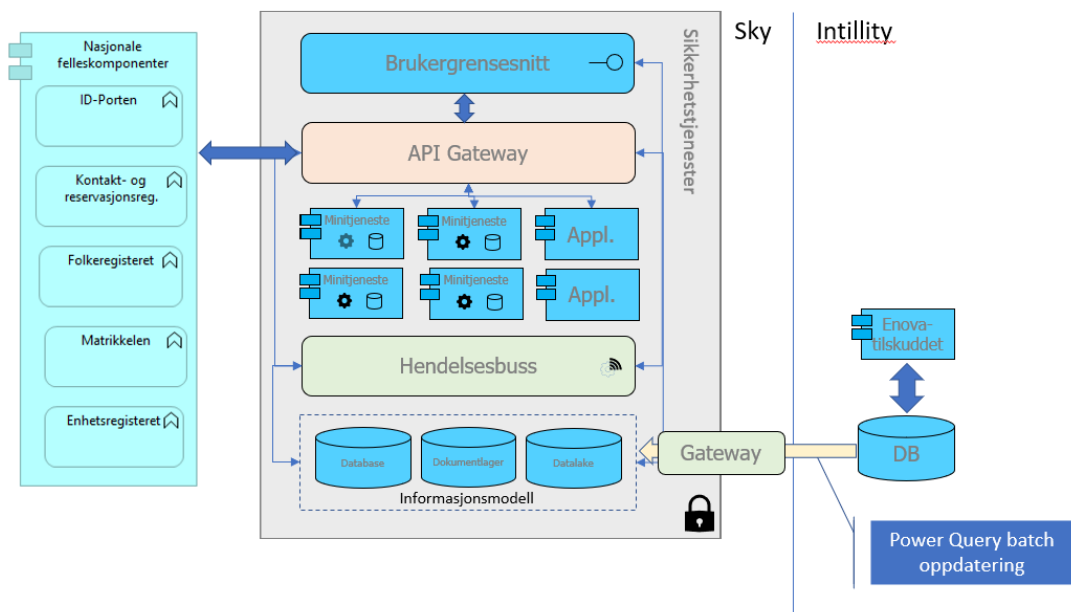 Nasjonale
felleskomponenter
ID-Porten
Kontakt- og
reservasjonsreg.
Folkeregisteret
Matrikkelen
Enhetsregisteret
Sikkerhetstjenester
Brukergrensesnitt
API Gateway
Minitjeneste
Minitjeneste
Appl.
Minitjeneste
Minitjeneste
Appl.
Hendelsesbuss
Database
Dokumentlager
Datalake
Informasjonsmodell
Sky
Intillity
Gateway
Enova-
tilskuddet
DB
Power Query batch
oppdatering